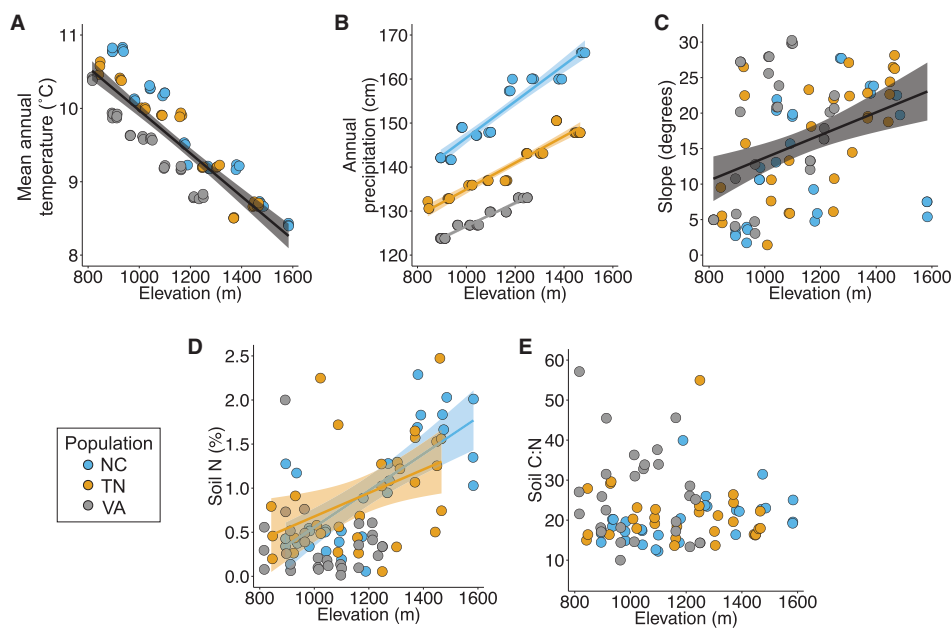 A
Mean annual
temperature (°C)
11
10
9
8
800
1000
1200
1400
1600
Elevation (m)
B
Annual
precipitation (cm)
170
160
150
140
130
120
800
1000
1200
1400
1600
Elevation (m)
C
Slope (degrees)
30
25
20
15
10
5
0
800
1000
1200
1400
1600
Elevation (m)
Population
NC
TN
VA
D
Soil N (%)
2.5
2.0
1.5
1.0
0.5
0.0
800
1000
1200
1400
1600
Elevation (m)
E
Soil C:N
60
50
40
30
20
10
800
1000
1200
1400
1600
Elevation (m)